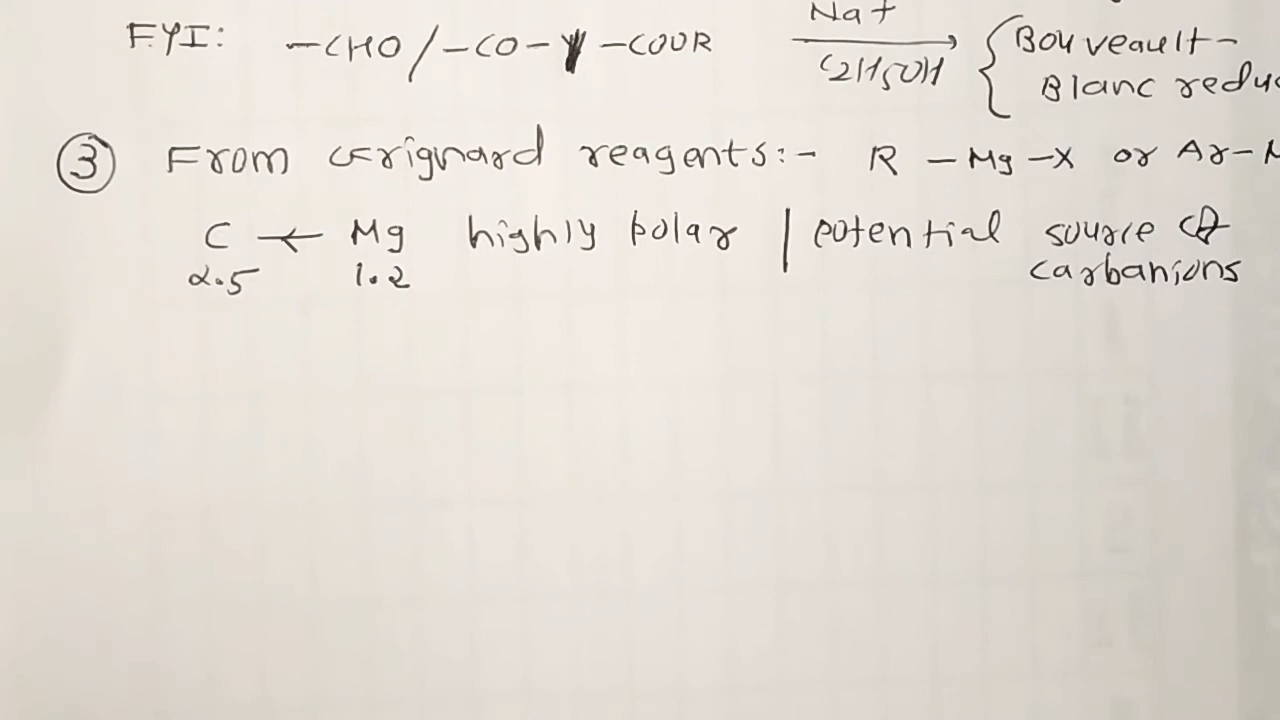 FYI: -CHO / -CO- -COOR Na + C2H5OH { Bouveault-
Blanc reduc
③ From Grignard reagents:- R - Mg - X or Ar - M
C ← Mg highly polar | potential source of
2.5 1.2 carbanions